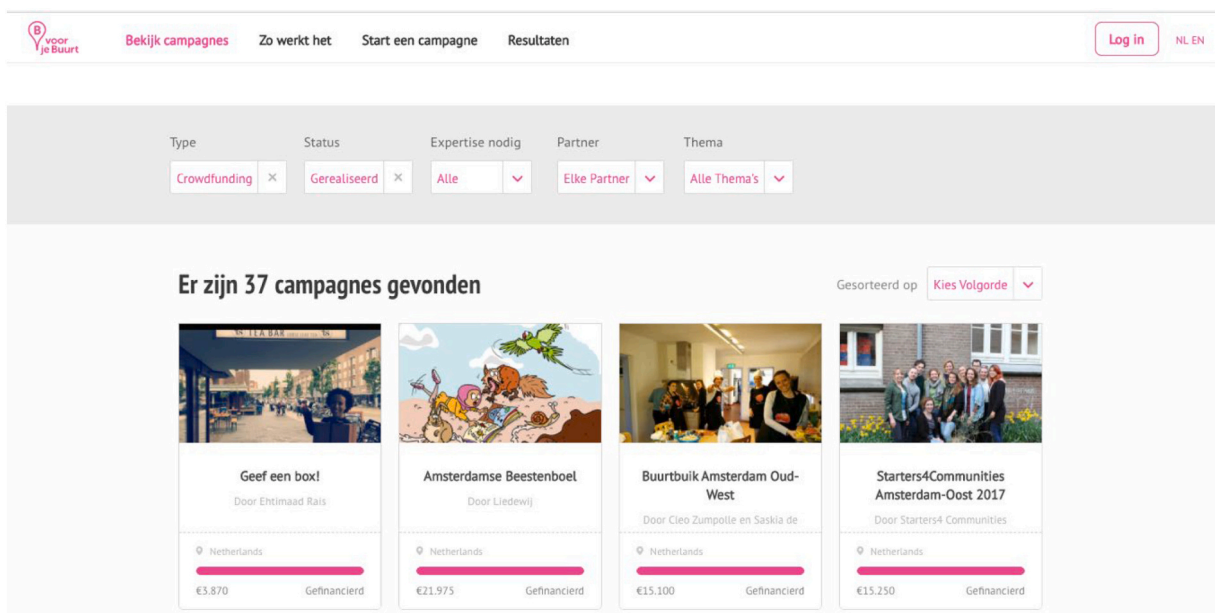 B
voor
je Buurt
Bekijk campagnes
Zo werkt het
Start een campagne
Resultaten
Log in
NL EN
Type
Status
Expertise nodig
Partner
Thema
Crowdfunding ×
Gerealiseerd ×
Alle
Elke Partner
Alle Thema's
Er zijn 37 campagnes gevonden
Gesorteerd op
Kies Volgorde
TEA BAR
Geef een box!
Door Ehtimaad Rais
Netherlands
€3.870
Gefinancierd
Amsterdamse Beestenboel
Door Liedewij
Netherlands
€21.975
Gefinancierd
Buurtbuik Amsterdam Oud-
West
Door Cleo Zumpolle en Saskia de
Netherlands
€15.100
Gefinancierd
Starters4Communities
Amsterdam-Oost 2017
Door Starters4 Communities
Netherlands
€15.250
Gefinancierd